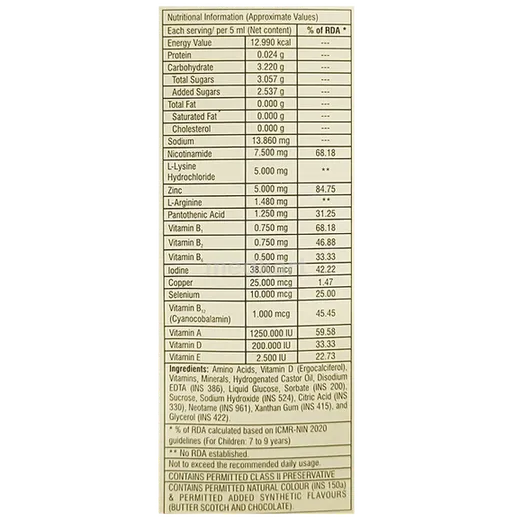 Nutritional Information (Approximate Values)
Each serving/ per 5 ml (Net content) % of RDA *
Energy Value 12.990 kcal ---
Protein 0.024 g ---
Carbohydrate 3.220 g ---
Total Sugars 3.057 g ---
Added Sugars 2.537 g ---
Total Fat 0.000 g ---
Saturated Fat 0.000 g ---
Cholesterol 0.000 g ---
Sodium 13.860 mg ---
Nicotinamide 7.500 mg 68.18
L-Lysine
Hydrochloride 5.000 mg **
Zinc 5.000 mg 84.75
L-Arginine 1.480 mg **
Pantothenic Acid 1.250 mg 31.25
Vitamin B₁ 0.750 mg 68.18
Vitamin B₂ 0.750 mg 46.88
Vitamin B₆ 0.500 mg 33.33
Iodine 38.000 mcg 42.22
Copper 25.000 mcg 1.47
Selenium 10.000 mcg 25.00
Vitamin B₁₂
(Cyanocobalamin) 1.000 mcg 45.45
Vitamin A 1250.000 IU 59.58
Vitamin D 200.000 IU 33.33
Vitamin E 2.500 IU 22.73
Ingredients: Amino Acids, Vitamin D (Ergocalciferol),
Vitamins, Minerals, Hydrogenated Castor Oil, Disodium
EDTA (INS 386), Liquid Glucose, Sorbate (INS 200),
Sucrose, Sodium Hydroxide (INS 524), Citric Acid (INS
330), Neotame (INS 961), Xanthan Gum (INS 415), and
Glycerol (INS 422).
* % of RDA calculated based on ICMR-NIN 2020
guidelines (For Children: 7 to 9 years)
** No RDA established.
Not to exceed the recommended daily usage.
CONTAINS PERMITTED CLASS II PRESERVATIVE
CONTAINS PERMITTED NATURAL COLOUR (INS 150a)
& PERMITTED ADDED SYNTHETIC FLAVOURS
(BUTTER SCOTCH AND CHOCOLATE).